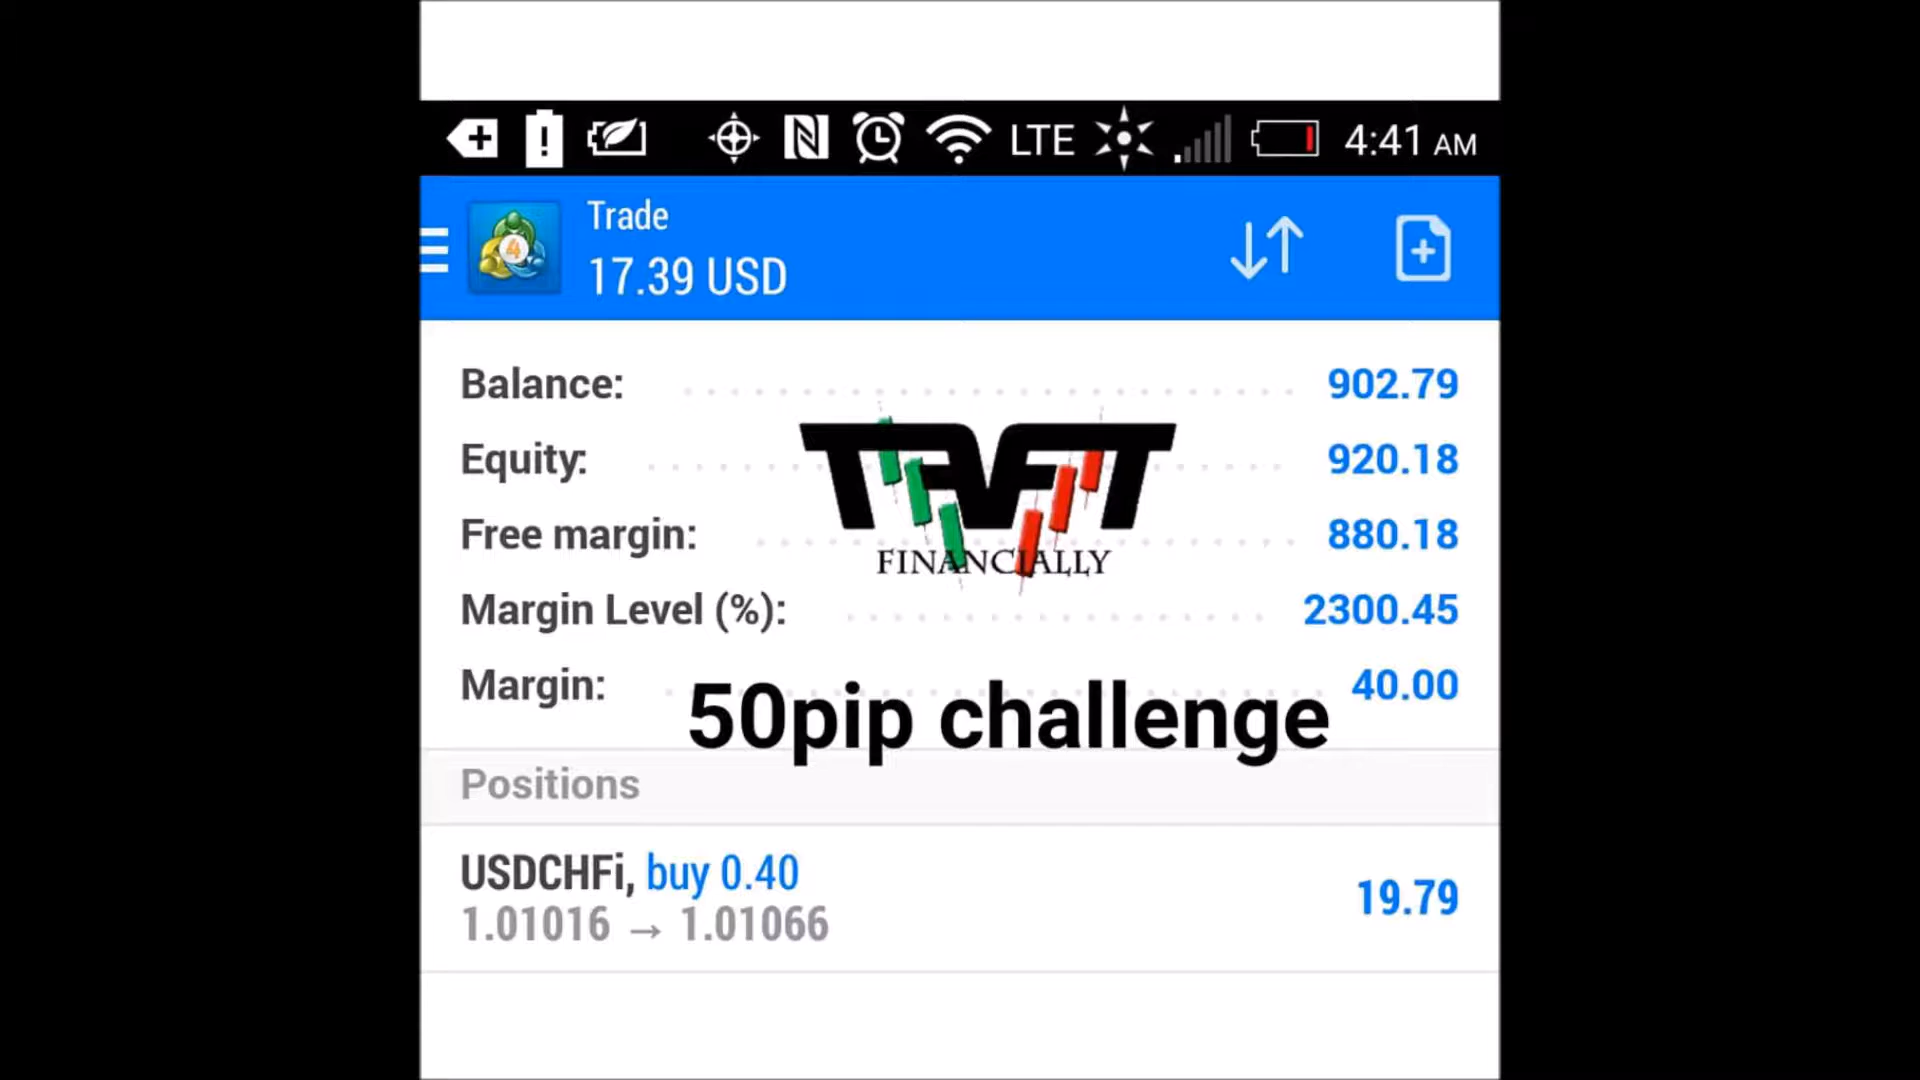 LTE 4:41 AM
Trade
4
17.39 USD
Balance: 902.79
TAFT
Equity: 920.18
Free margin: 880.18
FINANCIALLY
Margin Level (%): 2300.45
Margin: 40.00
50pip challenge
Positions
USDCHFi, buy 0.40
19.79
1.01016 → 1.01066